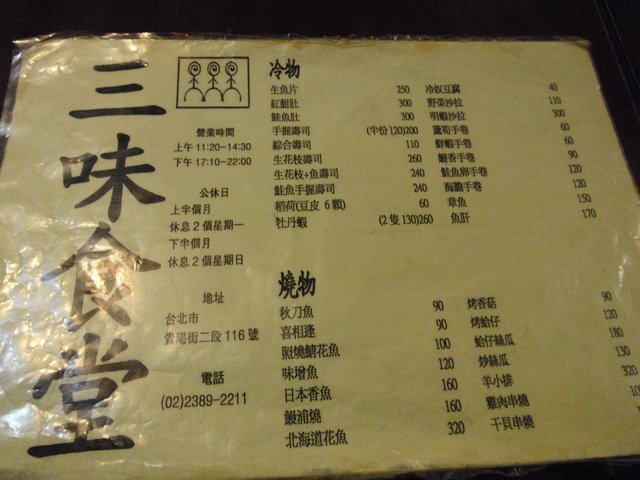 三味食堂
營業時間
上午 11:20~14:30
下午 17:10~22:00
公休日
上半個月
休息 2 個星期一
下半個月
休息 2 個星期日
地址
台北市
貴陽街二段 116 號
電話
(02)2389-2211
冷物
生魚片 250 冷奴豆腐 40
紅魽肚 300 野菜沙拉 110
鮭魚肚 300 明蝦沙拉 300
手握壽司 (半份120)200 蘆筍手卷 60
綜合壽司 110 鮮蝦手卷 60
生花枝壽司 260 鰻香手卷 90
生花枝+魚壽司 240 鮭魚卵手卷 120
鮭魚手握壽司 240 海膽手卷 120
稻荷(豆皮 6顆) 60 章魚 150
牡丹蝦 (2 隻 130)260 魚肝 170
燒物
秋刀魚 90 烤香菇 90
喜相逢 90 烤蛤仔 120
照燒鯖花魚 100 蛤仔絲瓜 180
味增魚 120 炒絲瓜 130
日本香魚 160 羊小排 320
鰻浦燒 160 雞肉串燒
北海道花魚 320 干貝串燒